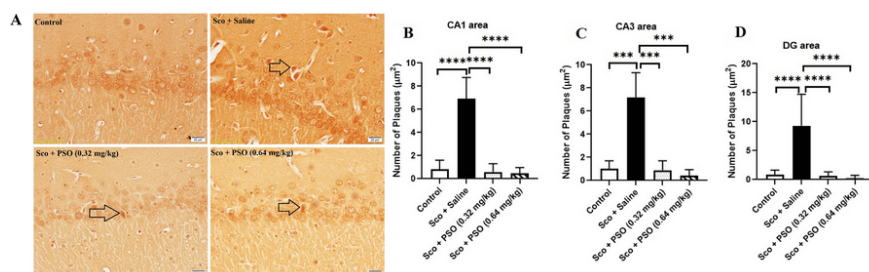 A
Control
Sco + Saline
Sco + PSO (0.32 mg/kg)
Sco + PSO (0.64 mg/kg)
B
CA1 area
Number of Plaques (μm²)
10
8
6
4
2
0
****
****
****
Control
Sco + Saline
Sco + PSO (0.32 mg/kg)
Sco + PSO (0.64 mg/kg)
C
CA3 area
Number of Plaques (μm²)
10
8
6
4
2
0
***
***
***
Control
Sco + Saline
Sco + PSO (0.32 mg/kg)
Sco + PSO (0.64 mg/kg)
D
DG area
Number of Plaques (μm²)
20
15
10
5
0
****
****
****
Control
Sco + Saline
Sco + PSO (0.32 mg/kg)
Sco + PSO (0.64 mg/kg)